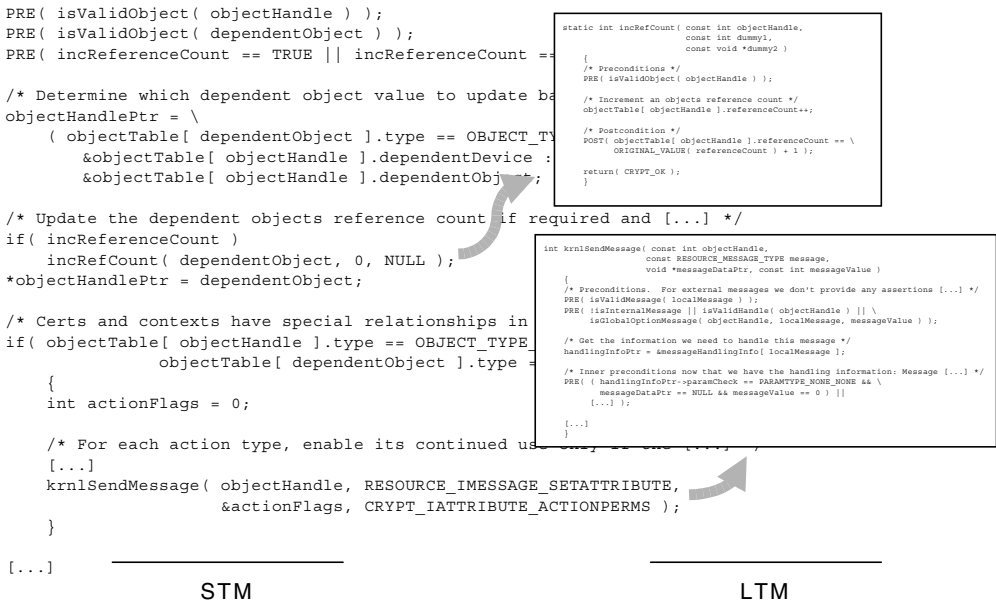 PRE( isValidObject( objectHandle ) );
PRE( isValidObject( dependentObject ) );
PRE( incReferenceCount == TRUE || incReferenceCount ==
/* Determine which dependent object value to update ba
objectHandlePtr = \
( objectTable[ dependentObject ].type == OBJECT_TY
&objectTable[ objectHandle ].dependentDevice :
&objectTable[ objectHandle ].dependentObject;
/* Update the dependent objects reference count if required and [...] */
if( incReferenceCount )
incRefCount( dependentObject, 0, NULL );
*objectHandlePtr = dependentObject;
/* Certs and contexts have special relationships in
if( objectTable[ objectHandle ].type == OBJECT_TYPE_
objectTable[ dependentObject ].type =
{
int actionFlags = 0;
/* For each action type, enable its continued use only if the [...] */
[...]
krnlSendMessage( objectHandle, RESOURCE_IMESSAGE_SETATTRIBUTE,
&actionFlags, CRYPT_IATTRIBUTE_ACTIONPERMS );
}
[...]
static int incRefCount( const int objectHandle,
const int dummy1,
const void *dummy2 )
{
/* Preconditions */
PRE( isValidObject( objectHandle ) );
/* Increment an objects reference count */
objectTable[ objectHandle ].referenceCount++;
/* Postcondition */
POST( objectTable[ objectHandle ].referenceCount == \
ORIGINAL_VALUE( referenceCount ) + 1 );
return( CRYPT_OK );
}
int krnlSendMessage( const int objectHandle,
const RESOURCE_MESSAGE_TYPE message,
void *messageDataPtr, const int messageValue )
{
/* Preconditions. For external messages we don't provide any assertions [...] */
PRE( isValidMessage( localMessage ) );
PRE( !isInternalMessage || isValidHandle( objectHandle ) || \
isGlobalOptionMessage( objectHandle, localMessage, messageValue ) );
/* Get the information we need to handle this message */
handlingInfoPtr = &messageHandlingInfo[ localMessage ];
/* Inner preconditions now that we have the handling information: Message [...] */
PRE( ( handlingInfoPtr->paramCheck == PARAMTYPE_NONE_NONE && \
messageDataPtr == NULL && messageValue == 0 ) ||
[...] );
[...]
}
STM
LTM